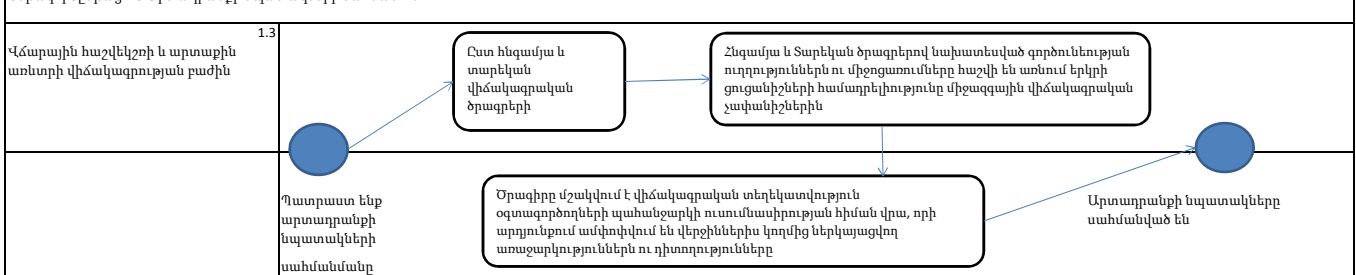 1.3
Վճարային հաշվեկշռի և արտաքին
առևտրի վիճակագրության բաժին
Ըստ հնգամյա և
տարեկան
վիճակագրական
ծրագրերի
Հնգամյա և Տարեկան ծրագրերով նախատեսված գործունեության
ուղղություններն ու միջոցառումները հաշվի են առնում երկրի
ցուցանիշների համադրելիությունը միջազգային վիճակագրական
չափանիշներին
Պատրաստ ենք
արտադրանքի
նպատակների
սահմանմանը
Ծրագիրը մշակվում է վիճակագրական տեղեկատվություն
օգտագործողների պահանջարկի ուսումնասիրության հիման վրա, որի
արդյունքում ամփոփվում են վերջիններիս կողմից ներկայացվող
առաջարկություններն ու դիտողությունները
Արտադրանքի նպատակները
սահմանված են